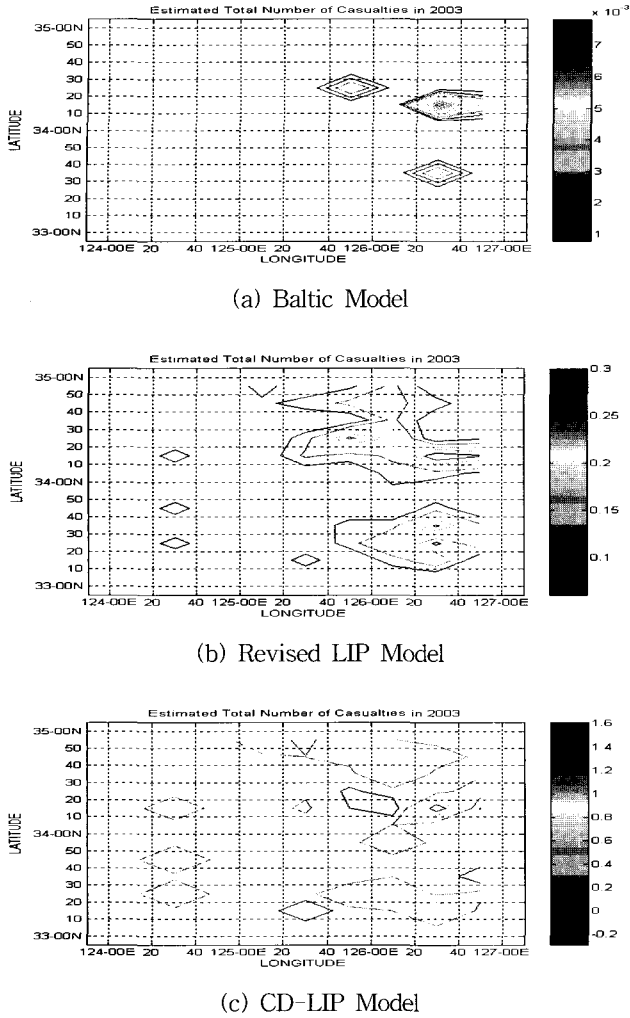 Estimated Total Number of Casualties in 2003
× 10⁻³
35-00N
50
40
30
20
10
34-00N
50
40
30
20
10
33-00N
LATITUDE
124-00E 20 40 125-00E 20 40 126-00E 20 40 127-00E
LONGITUDE
7
6
5
4
3
2
1
(a) Baltic Model
Estimated Total Number of Casualties in 2003
35-00N
50
40
30
20
10
34-00N
50
40
30
20
10
33-00N
LATITUDE
124-00E 20 40 125-00E 20 40 126-00E 20 40 127-00E
LONGITUDE
0.3
0.25
0.2
0.15
0.1
(b) Revised LIP Model
Estimated Total Number of Casualties in 2003
35-00N
50
40
30
20
10
34-00N
50
40
30
20
10
33-00N
LATITUDE
124-00E 20 40 125-00E 20 40 126-00E 20 40 127-00E
LONGITUDE
1.6
1.4
1.2
1
0.8
0.6
0.4
0.2
0
-0.2
(c) CD-LIP Model